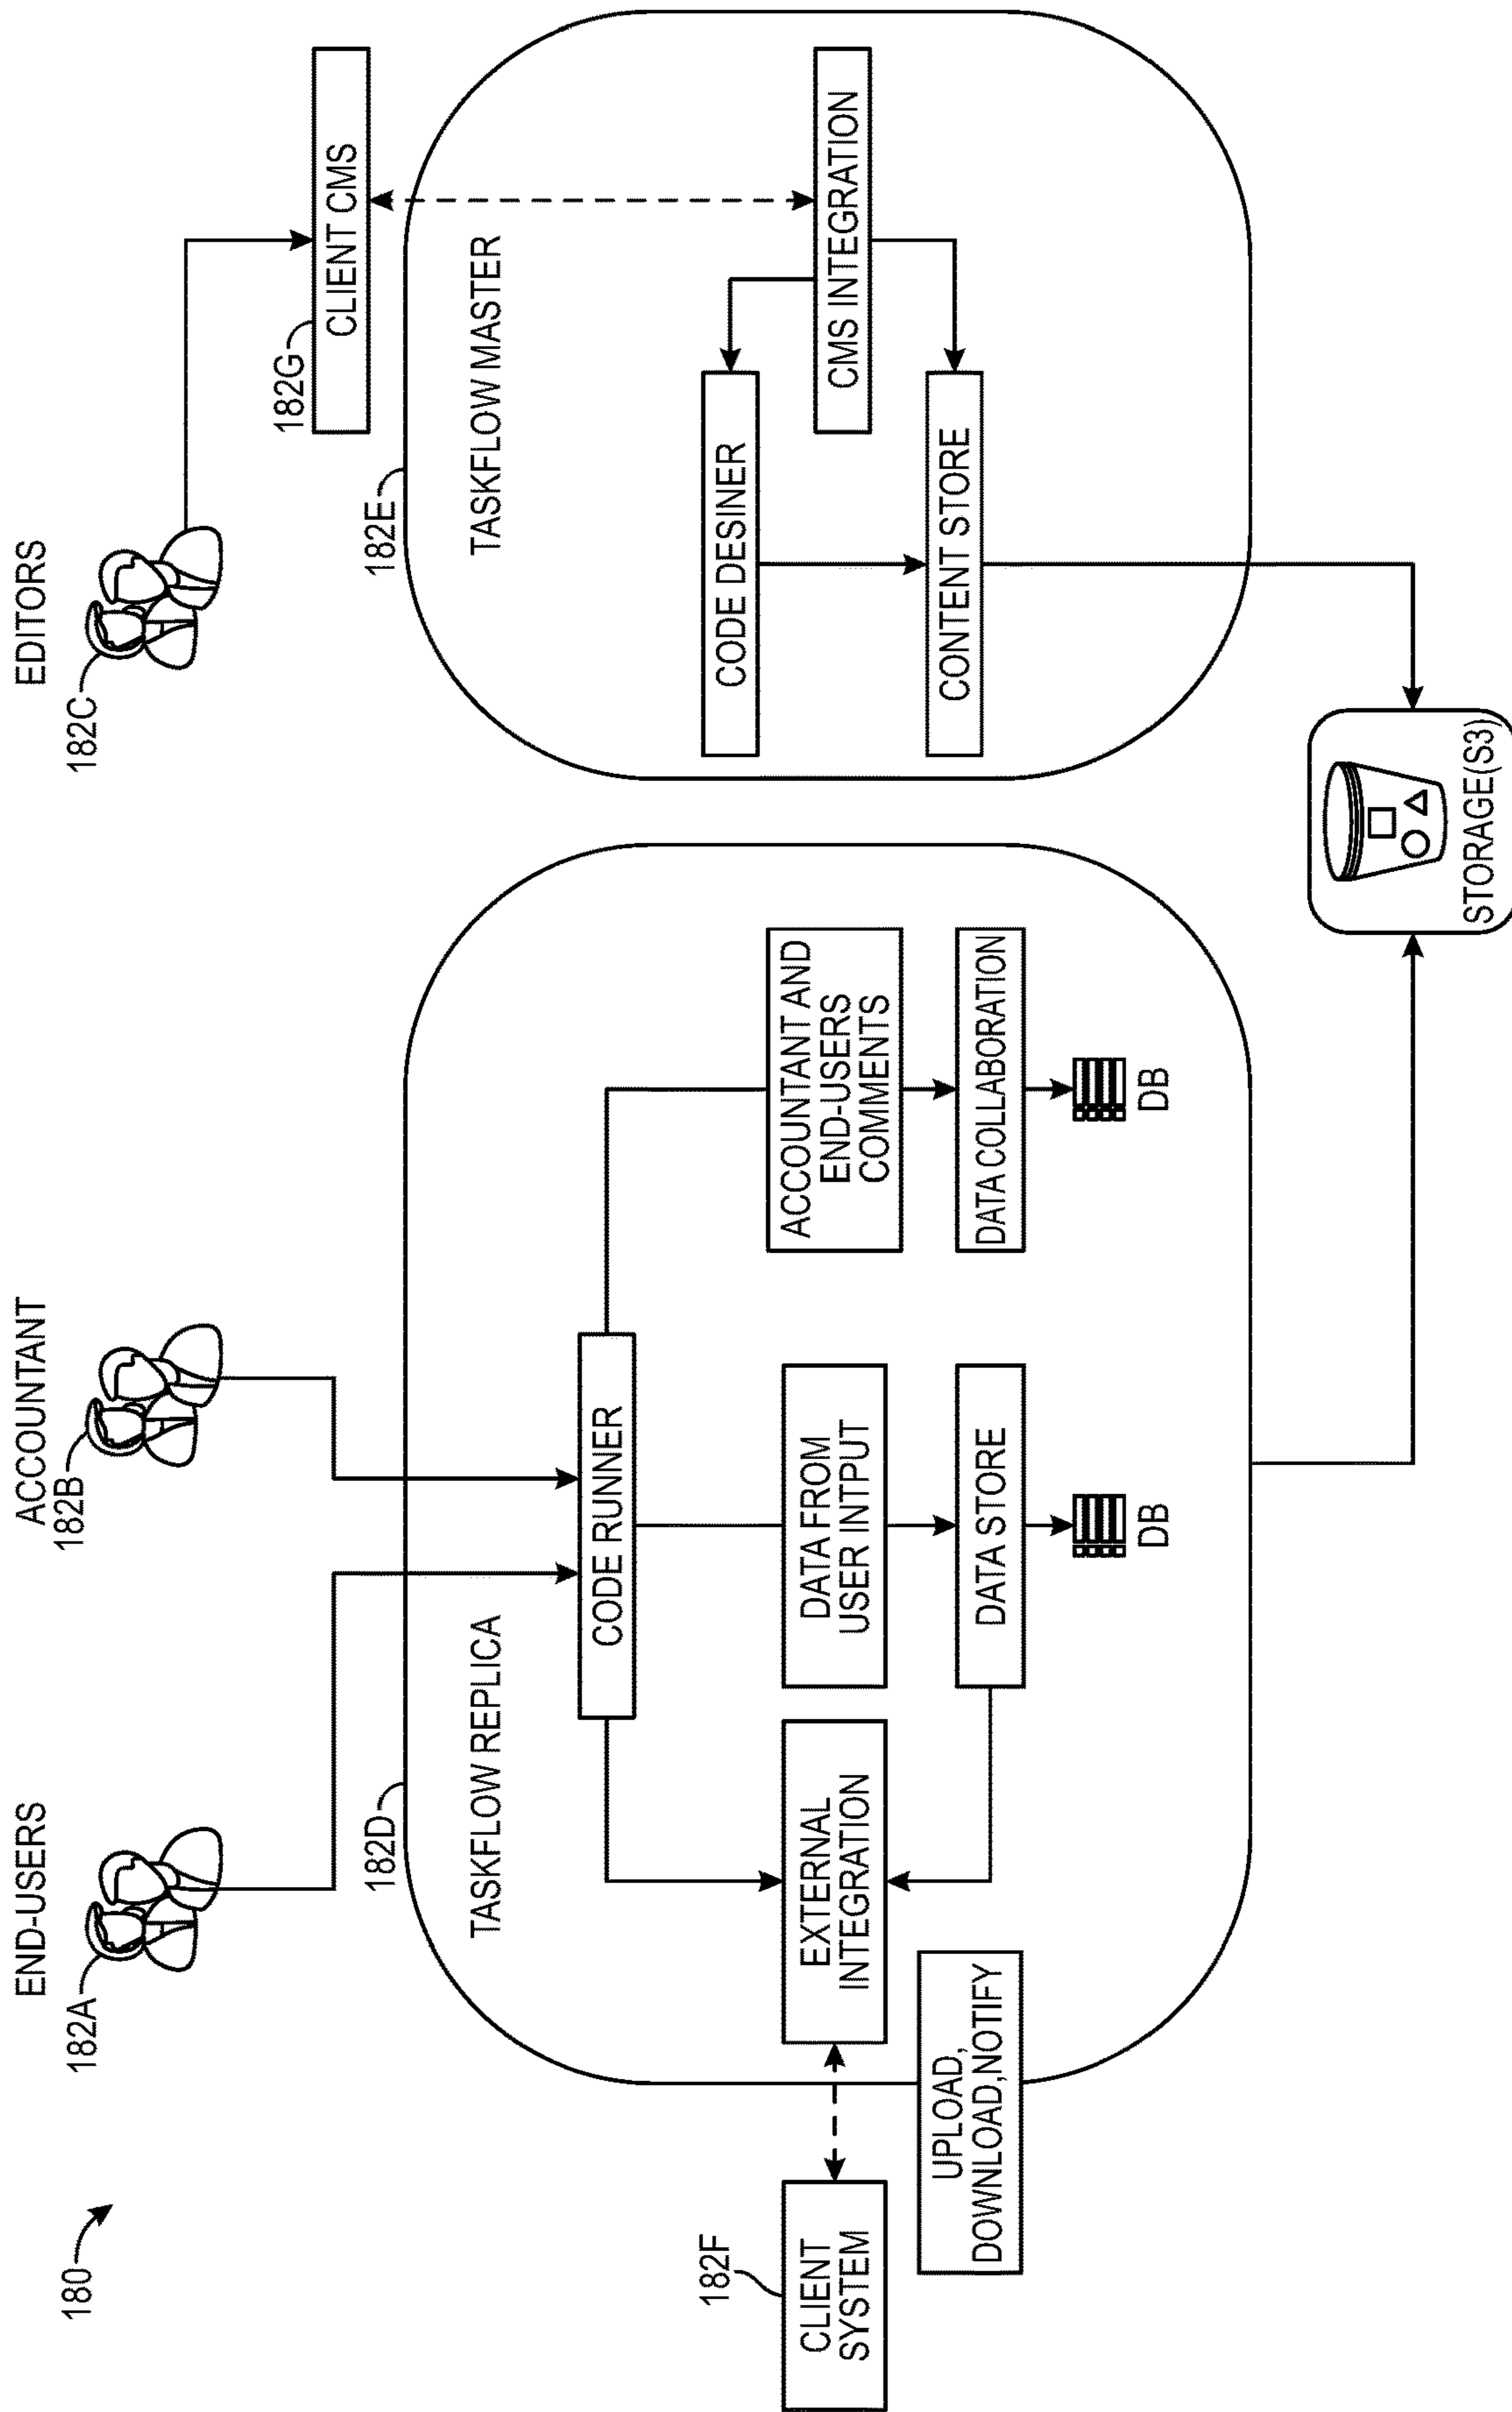 180
END-USERS
182A
ACCOUNTANT
182B
EDITORS
182C
182G
CLIENT CMS
182D
TASKFLOW REPLICA
CODE RUNNER
182F
CLIENT
SYSTEM
EXTERNAL
INTEGRATION
DATA FROM
USER INTPUT
ACCOUNTANT AND
END-USERS
COMMENTS
UPLOAD,
DOWNLOAD,NOTIFY
DATA STORE
DATA COLLABORATION
DB
DB
182E
TASKFLOW MASTER
CODE DESINER
CMS INTEGRATION
CONTENT STORE
STORAGE(S3)